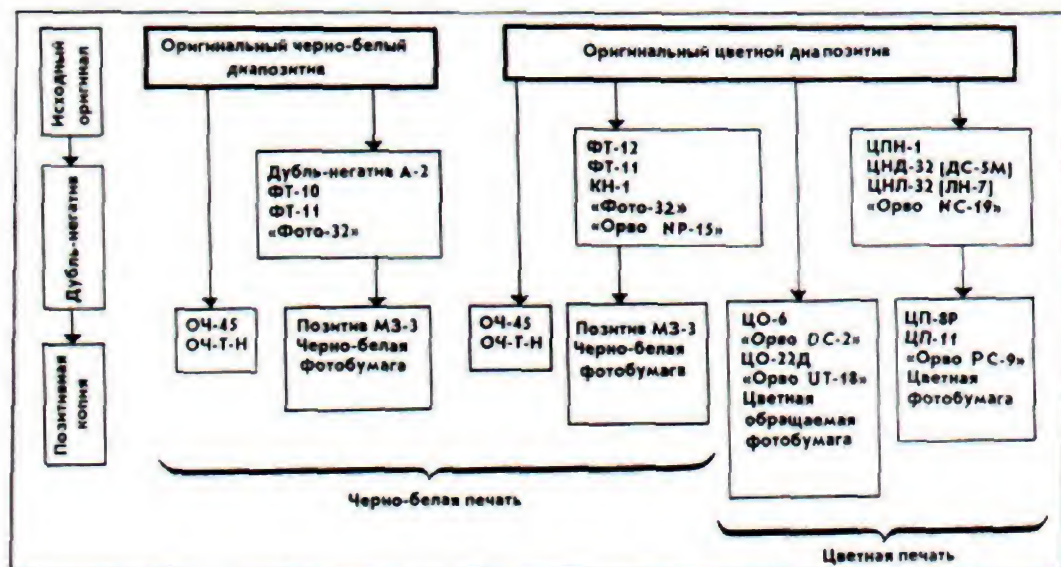 Исходный
оригинал
Дубль-негатив
Позитивная
копия
Оригинальный черно-белый
диапозитив
Оригинальный цветной диапозитив
Дубль-негатив А-2
ФТ-10
ФТ-11
«Фото-32»
ФТ-12
ФТ-11
КН-1
«Фото-32»
«Орво NP-15»
ЦПН-1
ЦНД-32 (ДС-5М)
ЦНЛ-32 (ЛН-7)
«Орво NC-19»
ОЧ-45
ОЧ-Т-Н
Позитив МЗ-3
Черно-белая
фотобумага
ОЧ-45
ОЧ-Т-Н
Позитив МЗ-3
Черно-белая
фотобумага
ЦО-6
«Орво DC-2»
ЦО-22Д
«Орво UT-18»
Цветная
обращаемая
фотобумага
ЦП-8Р
ЦП-11
«Орво PC-9»
Цветная
фотобумага
Черно-белая печать
Цветная печать